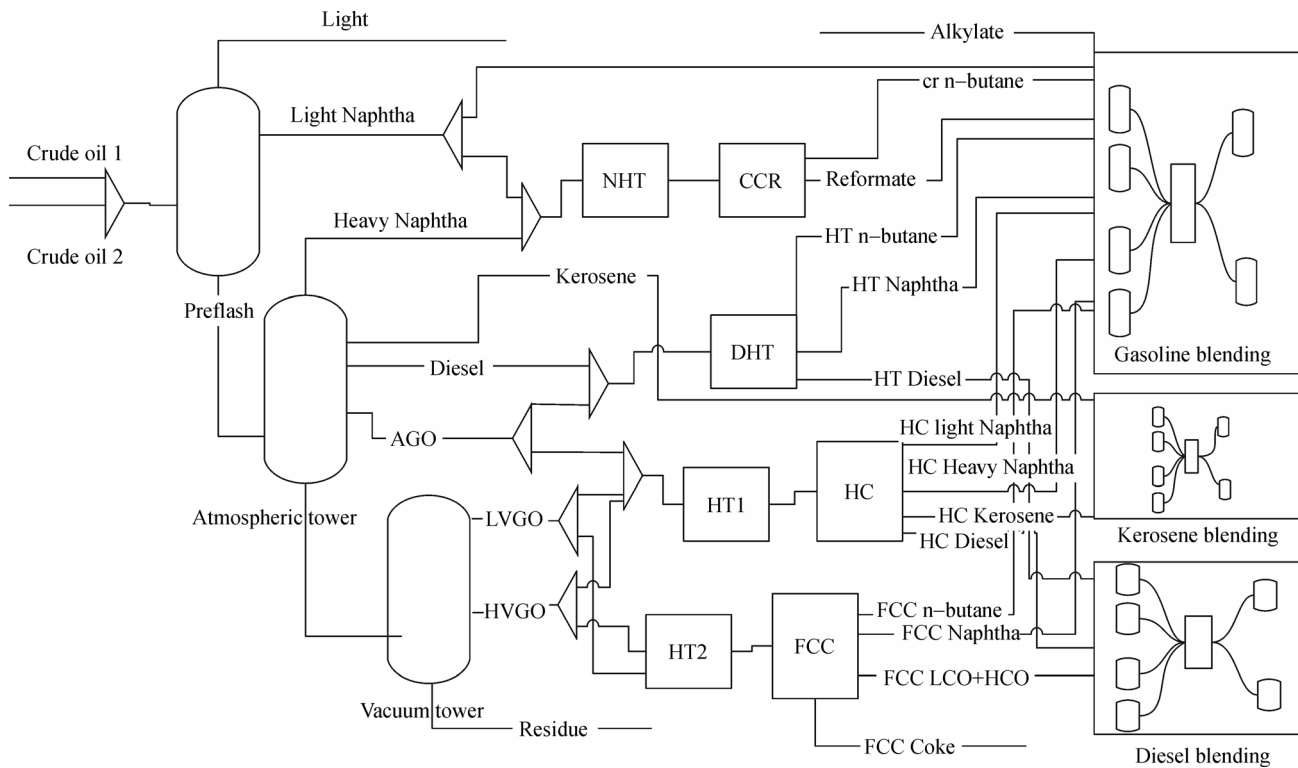 Light
Alkylate
cr n−butane
Light Naphtha
Crude oil 1
NHT
CCR
Reformate
Heavy Naphtha
HT n−butane
Crude oil 2
Kerosene
HT Naphtha
Preflash
DHT
Gasoline blending
Diesel
HT Diesel
AGO
HC light Naphtha
HC Heavy Naphtha
HT1
HC
Atmospheric tower
LVGO
HC Kerosene
HC Diesel
Kerosene blending
HVGO
FCC n−butane
FCC Naphtha
HT2
FCC
FCC LCO+HCO
Vacuum tower
Residue
FCC Coke
Diesel blending